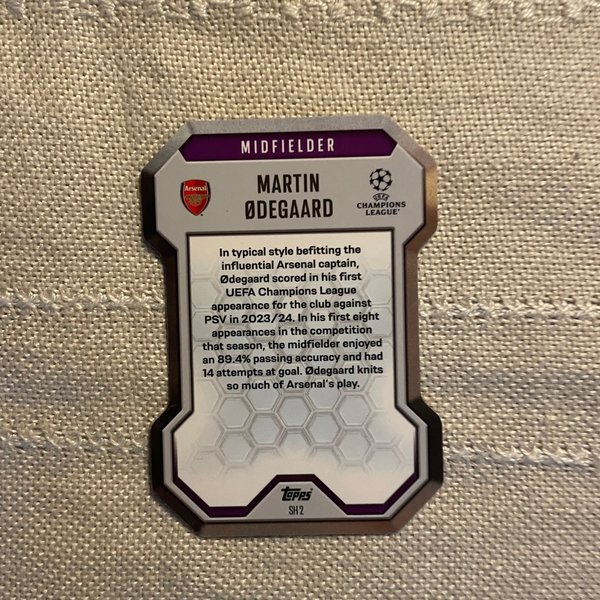 MIDFIELDER
Arsenal
MARTIN
ØDEGAARD
UEFA
CHAMPIONS
LEAGUE
In typical style befitting the
influential Arsenal captain,
Ødegaard scored in his first
UEFA Champions League
appearance for the club against
PSV in 2023/24. In his first eight
appearances in the competition
that season, the midfielder enjoyed
an 89.4% passing accuracy and had
14 attempts at goal. Ødegaard knits
so much of Arsenal's play.
topps
SH 2